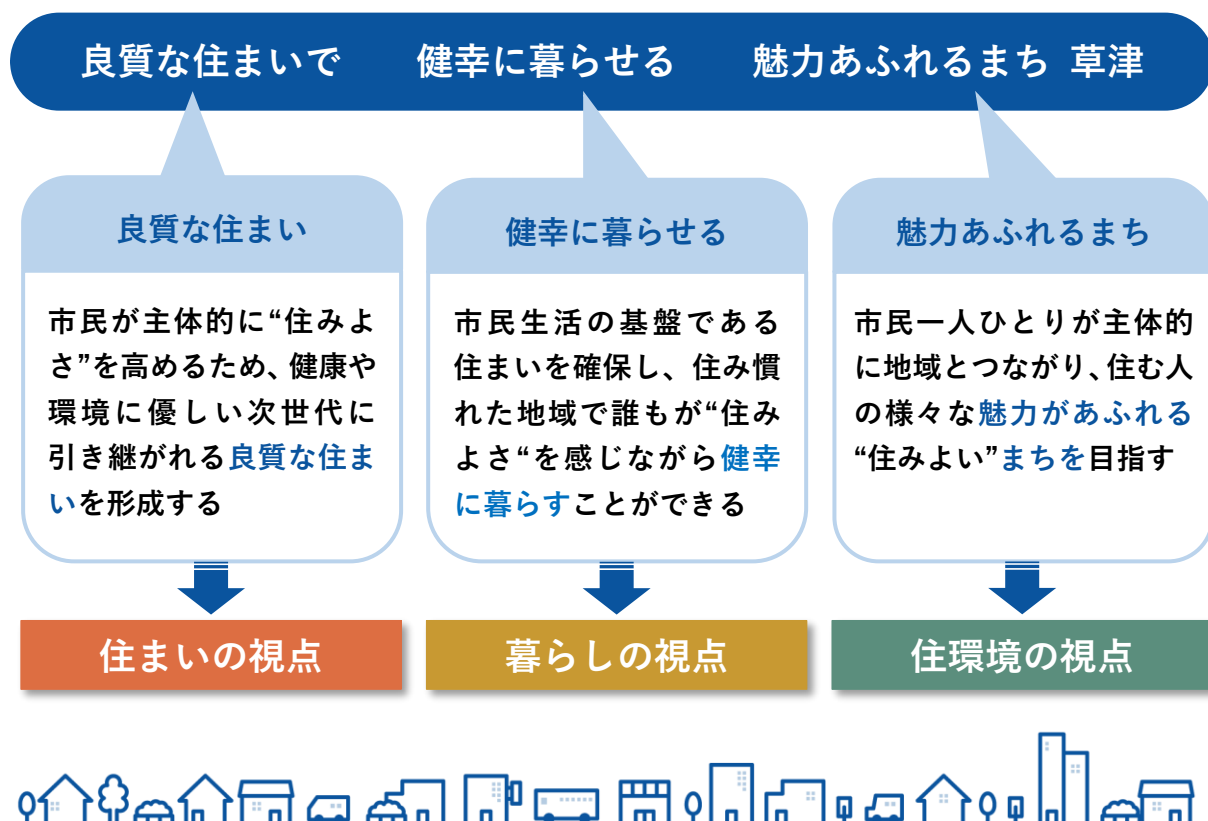 良質な住まいで 健幸に暮らせる 魅力あふれるまち 草津
良質な住まい
市民が主体的に“住みよ
さ”を高めるため、健康や
環境に優しい次世代に
引き継がれる良質な住ま
いを形成する
住まいの視点
健幸に暮らせる
市民生活の基盤である
住まいを確保し、住み慣
れた地域で誰もが“住み
よさ“を感じながら健幸
に暮らすことができる
暮らしの視点
魅力あふれるまち
市民一人ひとりが主体的
に地域とつながり、住む人
の様々な魅力があふれる
“住みよい”まちを目指す
住環境の視点